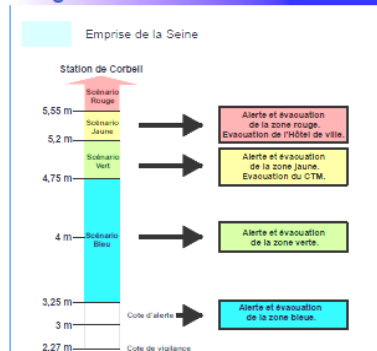 Emprise de la Seine
Station de Corbeil
Scénario
Rouge
5,55 m
Scénario
Jaune
Alerte et évacuation
de la zone rouge.
Evacuation de l'Hôtel de ville.
5,2 m
Scénario
Vert
Alerte et évacuation
de la zone jaune.
Evacuation du CTM.
4,75 m
4 m
Scénario
Bleu
Alerte et évacuation
de la zone verte.
3,25 m
Cote d'alerte
Alerte et évacuation
de la zone bleue.
3 m
2,27 m
Cote de vigilance